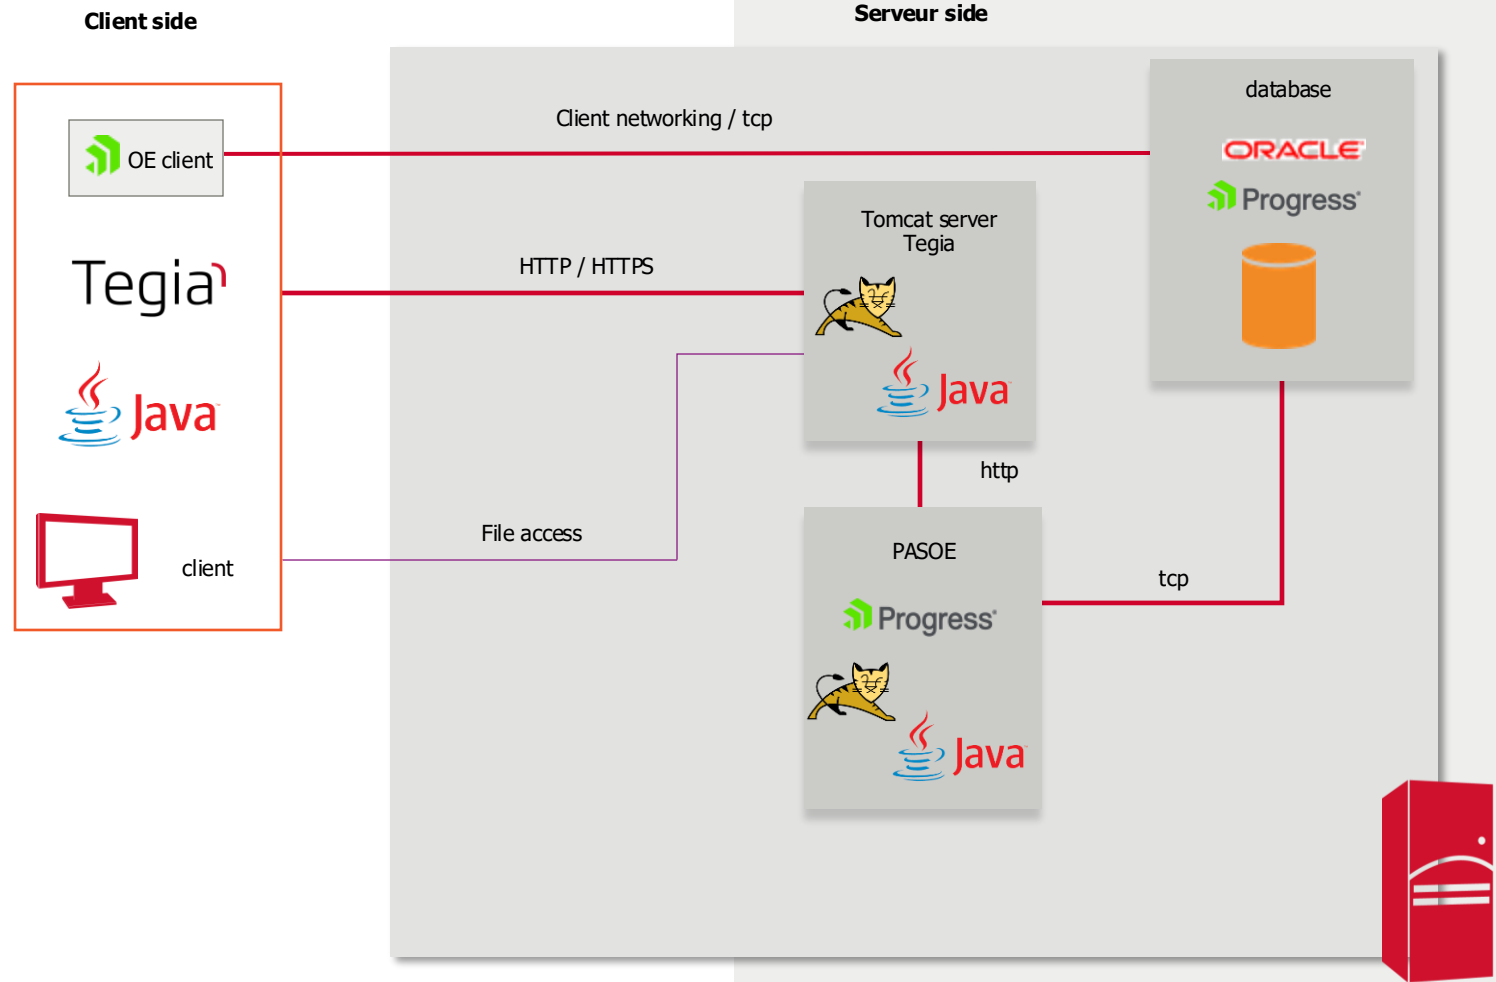 Client side
Serveur side
database
Client networking / tcp
OE client
ORACLE
Progress
Tomcat server
Tegia
HTTP / HTTPS
Tegia
Java
Java
http
File access
client
PASOE
tcp
Progress
Java